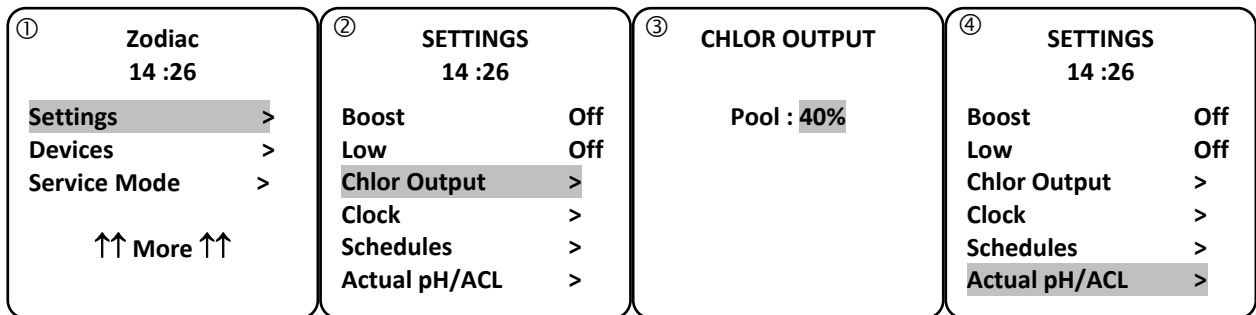 ①
Zodiac
14 :26
Settings >
Devices >
Service Mode >
↑↑ More ↑↑
②
SETTINGS
14 :26
Boost Off
Low Off
Chlor Output >
Clock >
Schedules >
Actual pH/ACL >
③
CHLOR OUTPUT
Pool : 40%
④
SETTINGS
14 :26
Boost Off
Low Off
Chlor Output >
Clock >
Schedules >
Actual pH/ACL >